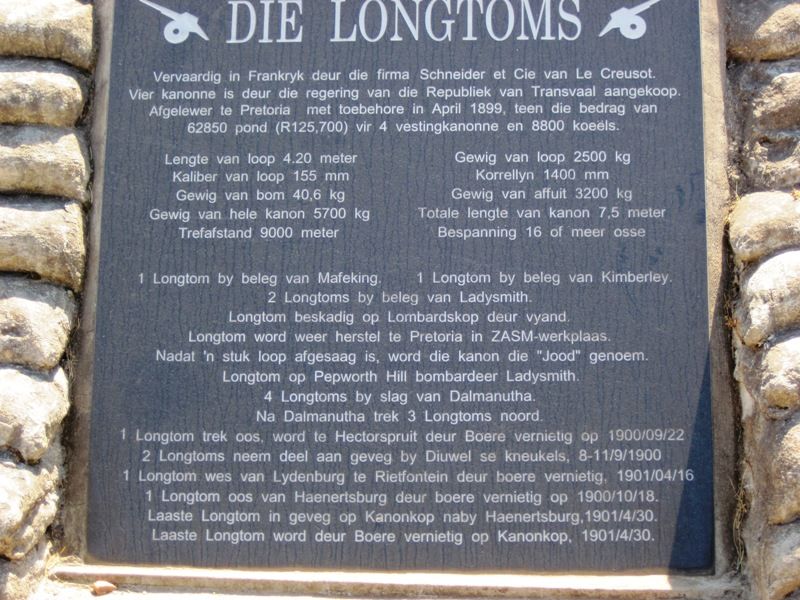 DIE LONGTOMS
Vervaardig in Frankryk deur die firma Schneider et Cie van Le Creusot.
Vier kanonne is deur die regering van die Republiek van Transvaal aangekoop.
Afgelewer te Pretoria met toebehore in April 1899, teen die bedrag van
62850 pond (R125,700) vir 4 vestingkanonne en 8800 koeëls.
Lengte van loop 4.20 meter
Kaliber van loop 155 mm
Gewig van bom 40,6 kg
Gewig van hele kanon 5700 kg
Trefafstand 9000 meter
Gewig van loop 2500 kg
Korrellyn 1400 mm
Gewig van affuit 3200 kg
Totale lengte van kanon 7,5 meter
Bespanning 16 of meer osse
1 Longtom by beleg van Mafeking. 1 Longtom by beleg van Kimberley.
2 Longtoms by beleg van Ladysmith.
Longtom beskadig op Lombardskop deur vyand.
Longtom word weer herstel te Pretoria in ZASM-werkplaas.
Nadat 'n stuk loop afgesaag is, word die kanon die "Jood" genoem.
Longtom op Pepworth Hill bombardeer Ladysmith.
4 Longtoms by slag van Dalmanutha.
Na Dalmanutha trek 3 Longtoms noord.
1 Longtom trek oos, word te Hectorspruit deur Boere vernietig op 1900/09/22
2 Longtoms neem deel aan geveg by Diuwel se kneukels, 8-11/9/1900
1 Longtom wes van Lydenburg te Rietfontein deur boere vernietig, 1901/04/16
1 Longtom oos van Haenertsburg deur boere vernietig op 1900/10/18.
Laaste Longtom in geveg op Kanonkop naby Haenertsburg,1901/4/30.
Laaste Longtom word deur Boere vernietig op Kanonkop, 1901/4/30.